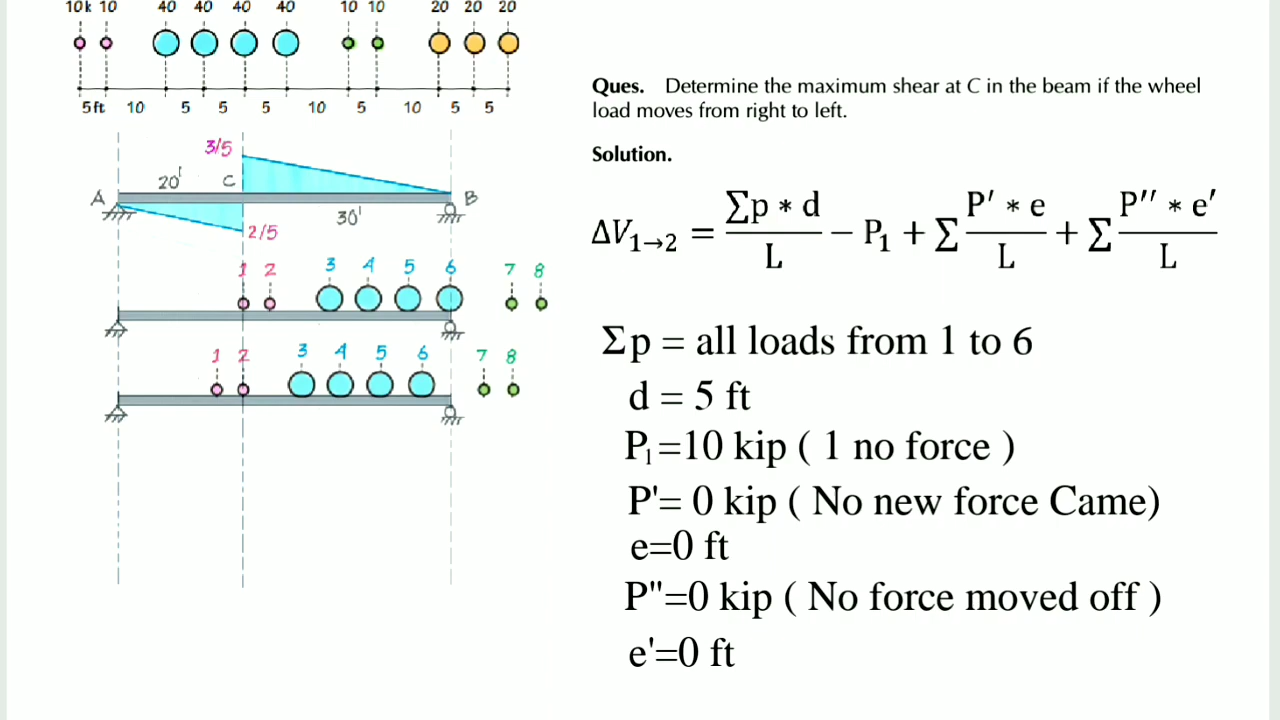 10k 10 40 40 40 40 10 10 20 20 20
5ft 10 5 5 5 10 5 10 5 5
Ques. Determine the maximum shear at C in the beam if the wheel
load moves from right to left.
Solution.
3/5
20' C
A B
30'
2/5
ΔV₁→₂ = Σp * d / L − P₁ + Σ P′ * e / L + Σ P″ * e′ / L
1 2 3 4 5 6 7 8
1 2 3 4 5 6 7 8
Σp = all loads from 1 to 6
d = 5 ft
P₁=10 kip ( 1 no force )
P'= 0 kip ( No new force Came)
e=0 ft
P"=0 kip ( No force moved off )
e'=0 ft